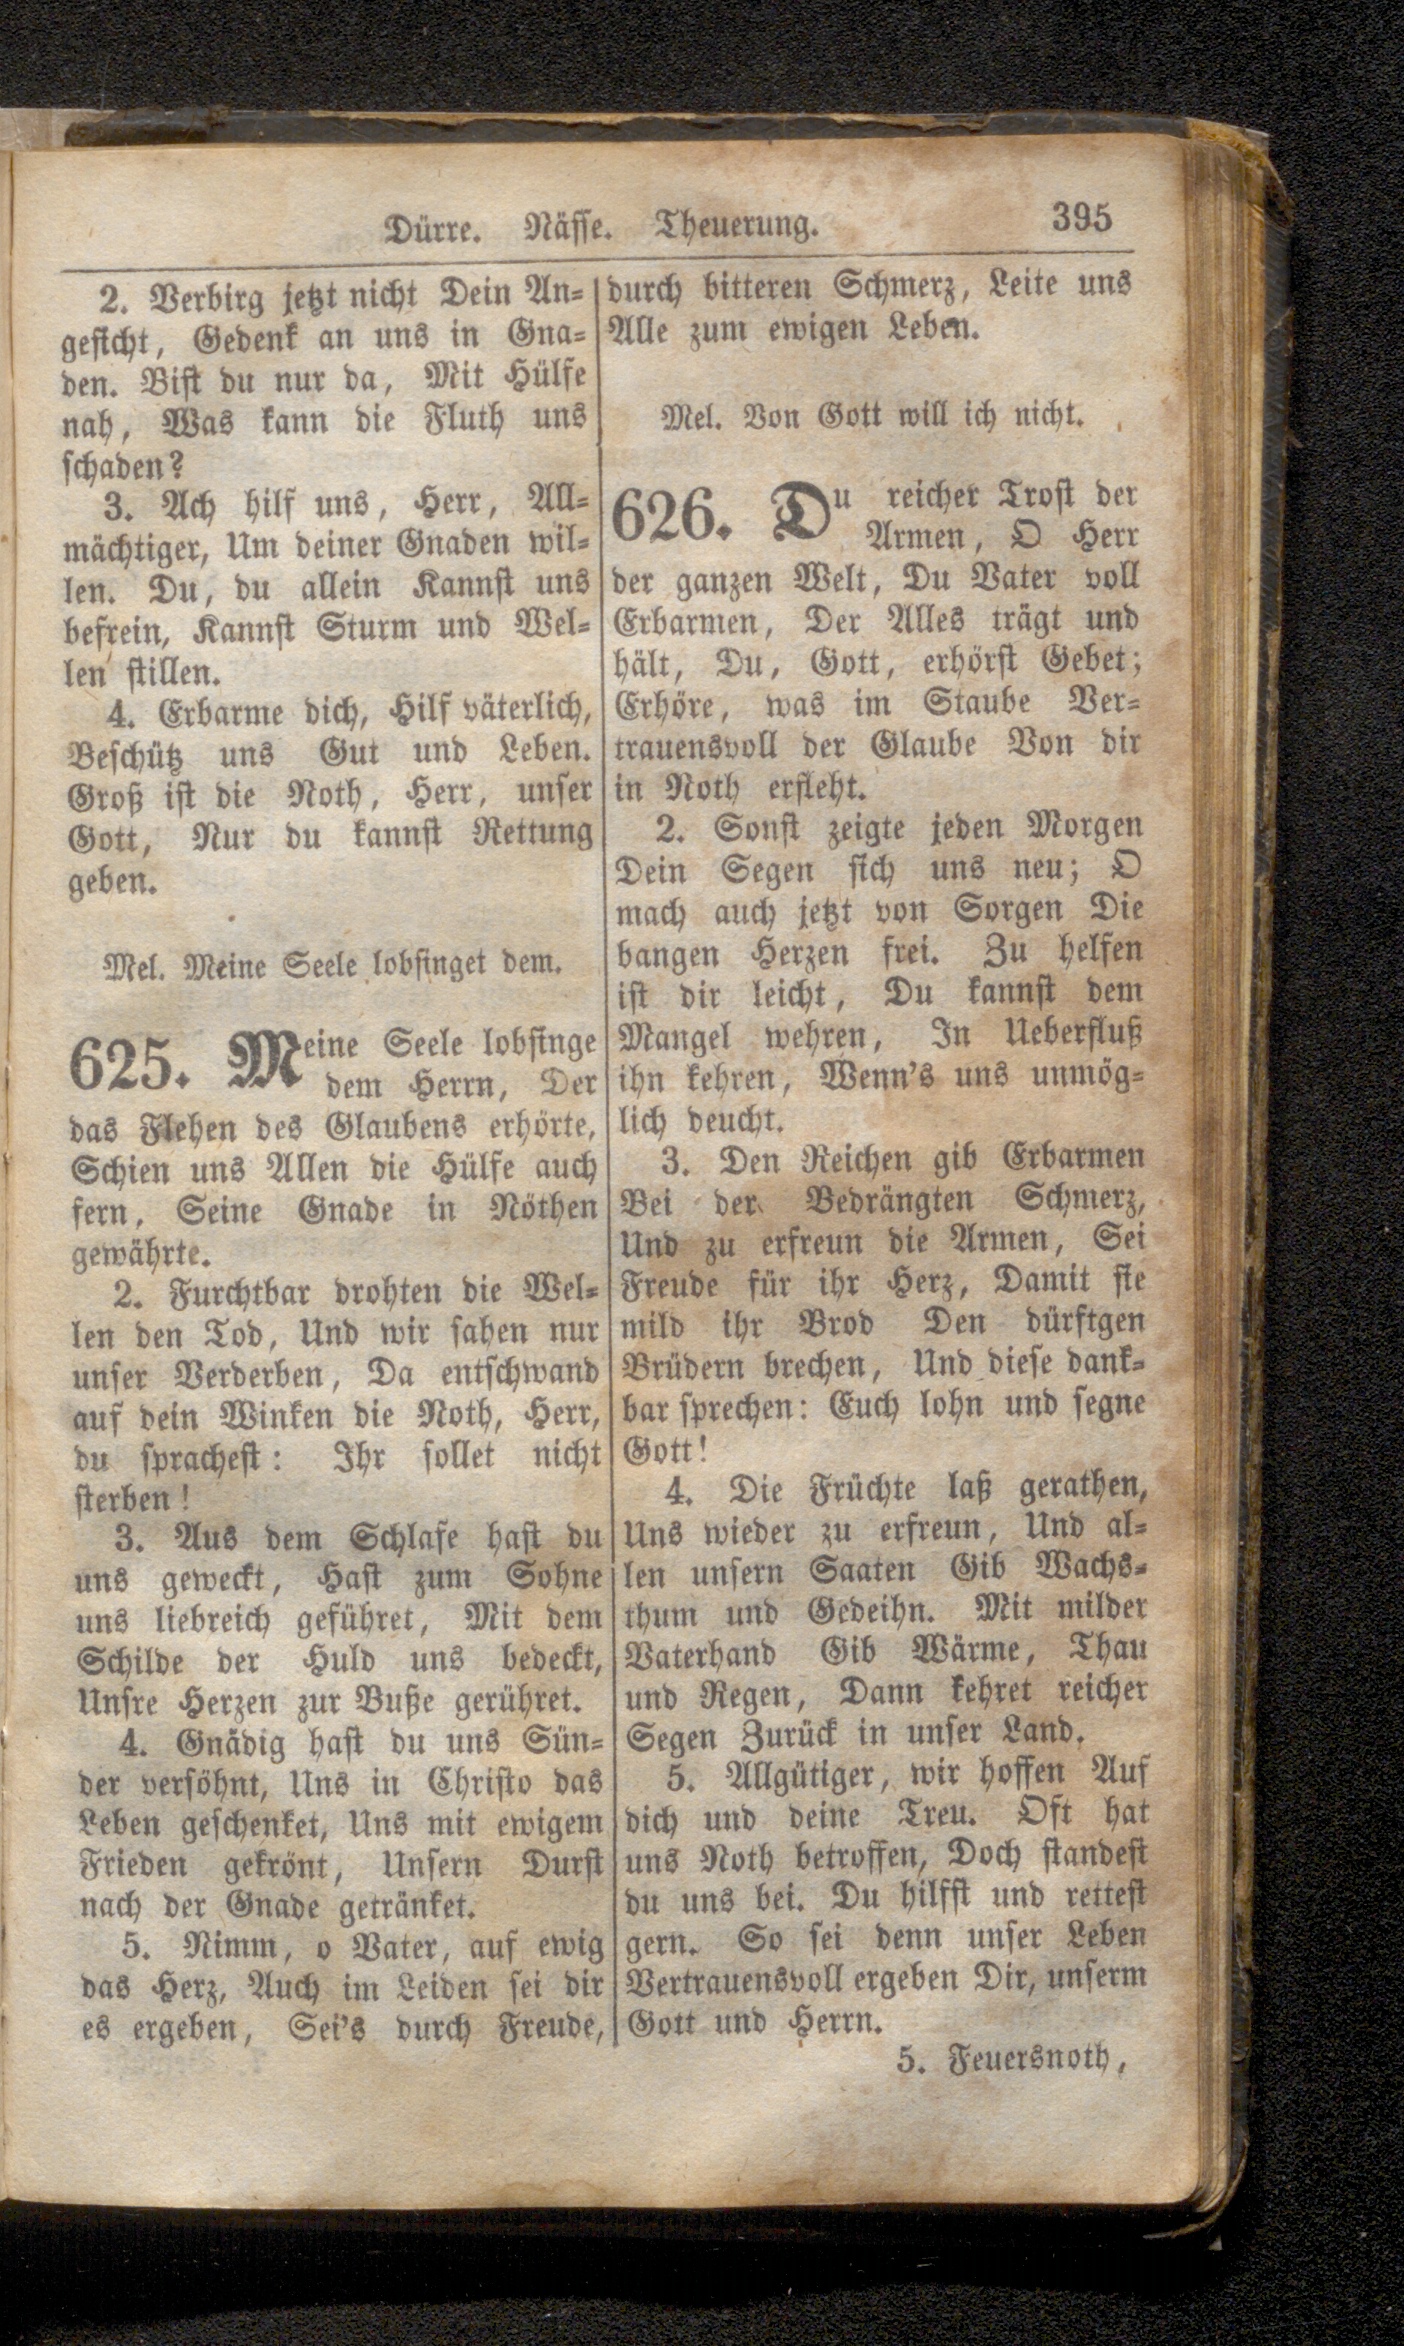 Dürre. Nässe. Theuerung. 395
2. Verbirg jetzt nicht Dein An-
gesicht, Gedenk an uns in Gna-
den. Bist du nur da, Mit Hülfe
nah, Was kann die Fluth uns
schaden?
3. Ach hilf uns, Herr, All-
mächtiger, Um deiner Gnaden wil-
len. Du, du allein Kannst uns
befrein, Kannst Sturm und Wel-
len stillen.
4. Erbarme dich, Hilf väterlich,
Beschütz uns Gut und Leben.
Groß ist die Noth, Herr, unser
Gott, Nur du kannst Rettung
geben.
Mel. Meine Seele lobsinget dem.
625. Meine Seele lobsinge
dem Herrn, Der
das Flehen des Glaubens erhörte,
Schien uns Allen die Hülfe auch
fern, Seine Gnade in Nöthen
gewährte.
2. Furchtbar drohten die Wel-
len den Tod, Und wir sahen nur
unser Verderben, Da entschwand
auf dein Winken die Noth, Herr,
du sprachest: Ihr sollet nicht
sterben!
3. Aus dem Schlafe hast du
uns geweckt, Hast zum Sohne
uns liebreich geführet, Mit dem
Schilde der Huld uns bedeckt,
Unsre Herzen zur Buße gerühret.
4. Gnädig hast du uns Sün-
der versöhnt, Uns in Christo das
Leben geschenket, Uns mit ewigem
Frieden gekrönt, Unsern Durst
nach der Gnade getränket.
5. Nimm, o Vater, auf ewig
das Herz, Auch im Leiden sei dir
es ergeben, Sei's durch Freude,
durch bitteren Schmerz, Leite uns
Alle zum ewigen Leben.
Mel. Von Gott will ich nicht.
626. Du reicher Trost der
Armen, O Herr
der ganzen Welt, Du Vater voll
Erbarmen, Der Alles trägt und
hält, Du, Gott, erhörst Gebet;
Erhöre, was im Staube Ver-
trauensvoll der Glaube Von dir
in Noth erfleht.
2. Sonst zeigte jeden Morgen
Dein Segen sich uns neu; O
mach auch jetzt von Sorgen Die
bangen Herzen frei. Zu helfen
ist dir leicht, Du kannst dem
Mangel wehren, In Ueberfluß
ihn kehren, Wenn's uns unmög-
lich deucht.
3. Den Reichen gib Erbarmen
Bei der Bedrängten Schmerz,
Und zu erfreun die Armen, Sei
Freude für ihr Herz, Damit sie
mild ihr Brod Den dürftgen
Brüdern brechen, Und diese dank-
bar sprechen: Euch lohn und segne
Gott!
4. Die Früchte laß gerathen,
Uns wieder zu erfreun, Und al-
len unsern Saaten Gib Wachs-
thum und Gedeihn. Mit milder
Vaterhand Gib Wärme, Thau
und Regen, Dann kehret reicher
Segen Zurück in unser Land.
5. Allgütiger, wir hoffen Auf
dich und deine Treu. Oft hat
uns Noth betroffen, Doch standest
du uns bei. Du hilfst und rettest
gern. So sei denn unser Leben
Vertrauensvoll ergeben Dir, unserm
Gott und Herrn.
5. Feuersnoth,